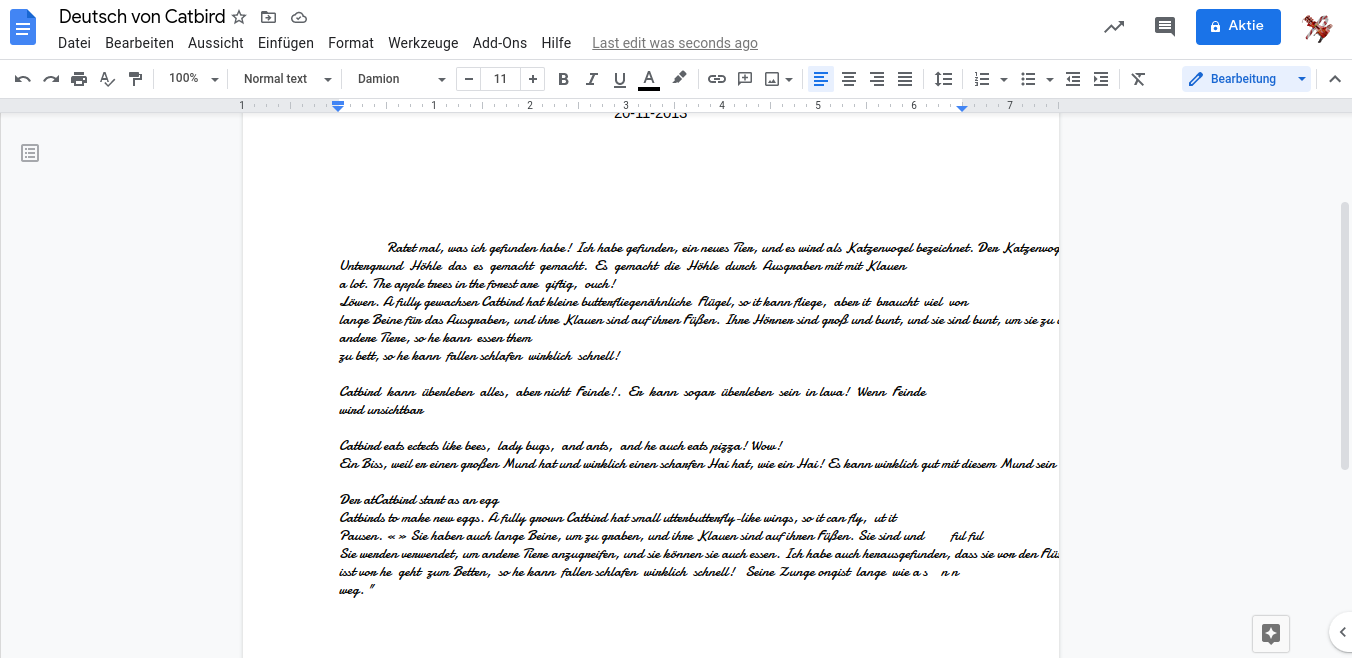 Deutsch von Catbird
Datei Bearbeiten Aussicht Einfügen Format Werkzeuge Add-Ons Hilfe Last edit was seconds ago
Aktie
100% Normal text Damion 11 B I U A Bearbeitung
1 1 2 3 4 5 6 7
20-11-2013
Ratet mal, was ich gefunden habe! Ich habe gefunden, ein neues Tier, und es wird als Katzenvogel bezeichnet. Der Katzenvog
Untergrund Höhle das es gemacht gemacht. Es gemacht die Höhle durch Ausgraben mit mit Klauen
a lot. The apple trees in the forest are giftig, ouch!
Löwen. A fully gewachsen Catbird hat kleine butterfliegenähnliche Flügel, so it kann fliege, aber it braucht viel von
lange Beine für das Ausgraben, und ihre Klauen sind auf ihren Füßen. Ihre Hörner sind groß und bunt, und sie sind bunt, um sie zu
andere Tiere, so he kann essen them
zu bett, so he kann fallen schlafen wirklich schnell!
Catbird kann überleben alles, aber nicht Feinde!. Er kann sogar überleben sein in lava! Wenn Feinde
wird unsichtbar
Catbird eats ectects like bees, lady bugs, and ants, and he auch eats pizza! Wow!
Ein Biss, weil er einen großen Mund hat und wirklich einen scharfen Hai hat, wie ein Hai! Es kann wirklich gut mit diesem Mund sein
Der atCatbird start as an egg
Catbirds to make new eggs. A fully grown Catbird hat small utterbutterfly-like wings, so it can fly, ut it
Pausen. « » Sie haben auch lange Beine, um zu graben, und ihre Klauen sind auf ihren Füßen. Sie sind und ful ful
Sie werden verwendet, um andere Tiere anzugreifen, und sie können sie auch essen. Ich habe auch herausgefunden, dass sie vor den Flü
isst vor he geht zum Betten, so he kann fallen schlafen wirklich schnell! Seine Zunge ongist lange wie a s n n
weg. "